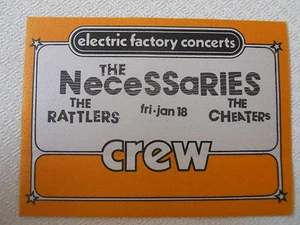 electric factory concerts
THE
NeceSSaRIES
THE fri·jan 18 THE
RATTLERS CHEATERS
crew